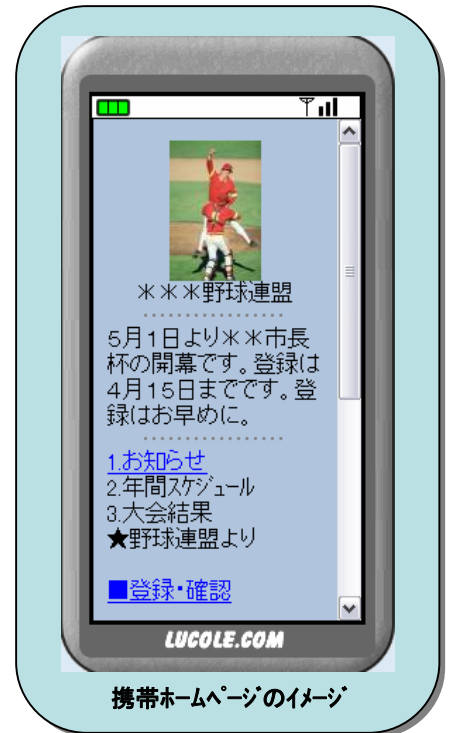 ＊＊＊野球連盟
5月1日より＊＊市長
杯の開幕です。登録は
4月15日までです。登
録はお早めに。
1.お知らせ
2.年間ｽｹｼﾞｭｰﾙ
3.大会結果
★野球連盟より
■登録・確認
LUCOLE.COM
携帯ﾎｰﾑﾍﾟｰｼﾞのｲﾒｰｼﾞ